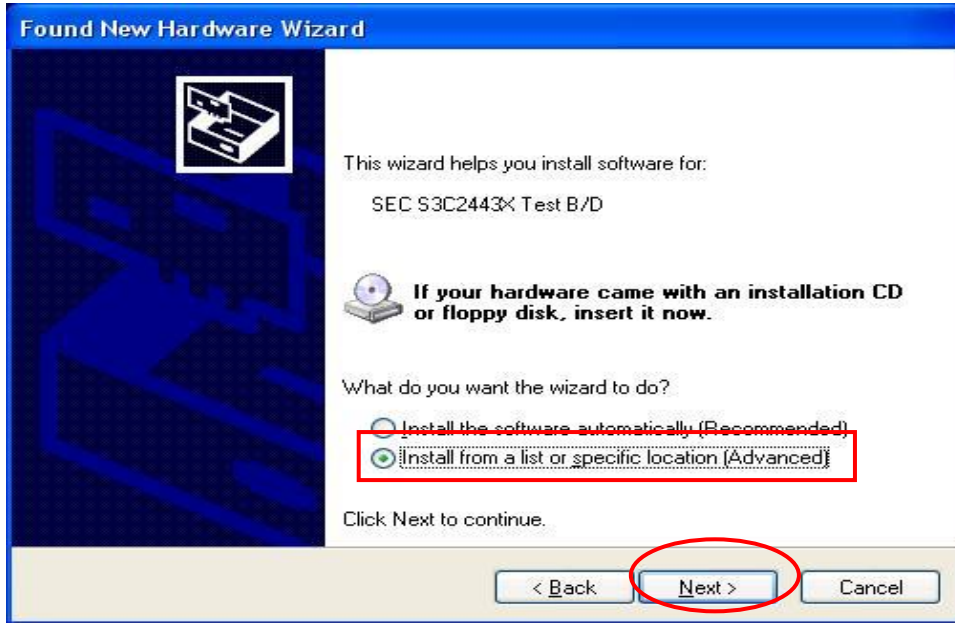 Found New Hardware Wizard
This wizard helps you install software for:
SEC S3C2443X Test B/D
If your hardware came with an installation CD
or floppy disk, insert it now.
What do you want the wizard to do?
Install the software automatically (Recommended)
Install from a list or specific location (Advanced)
Click Next to continue.
< Back Next > Cancel